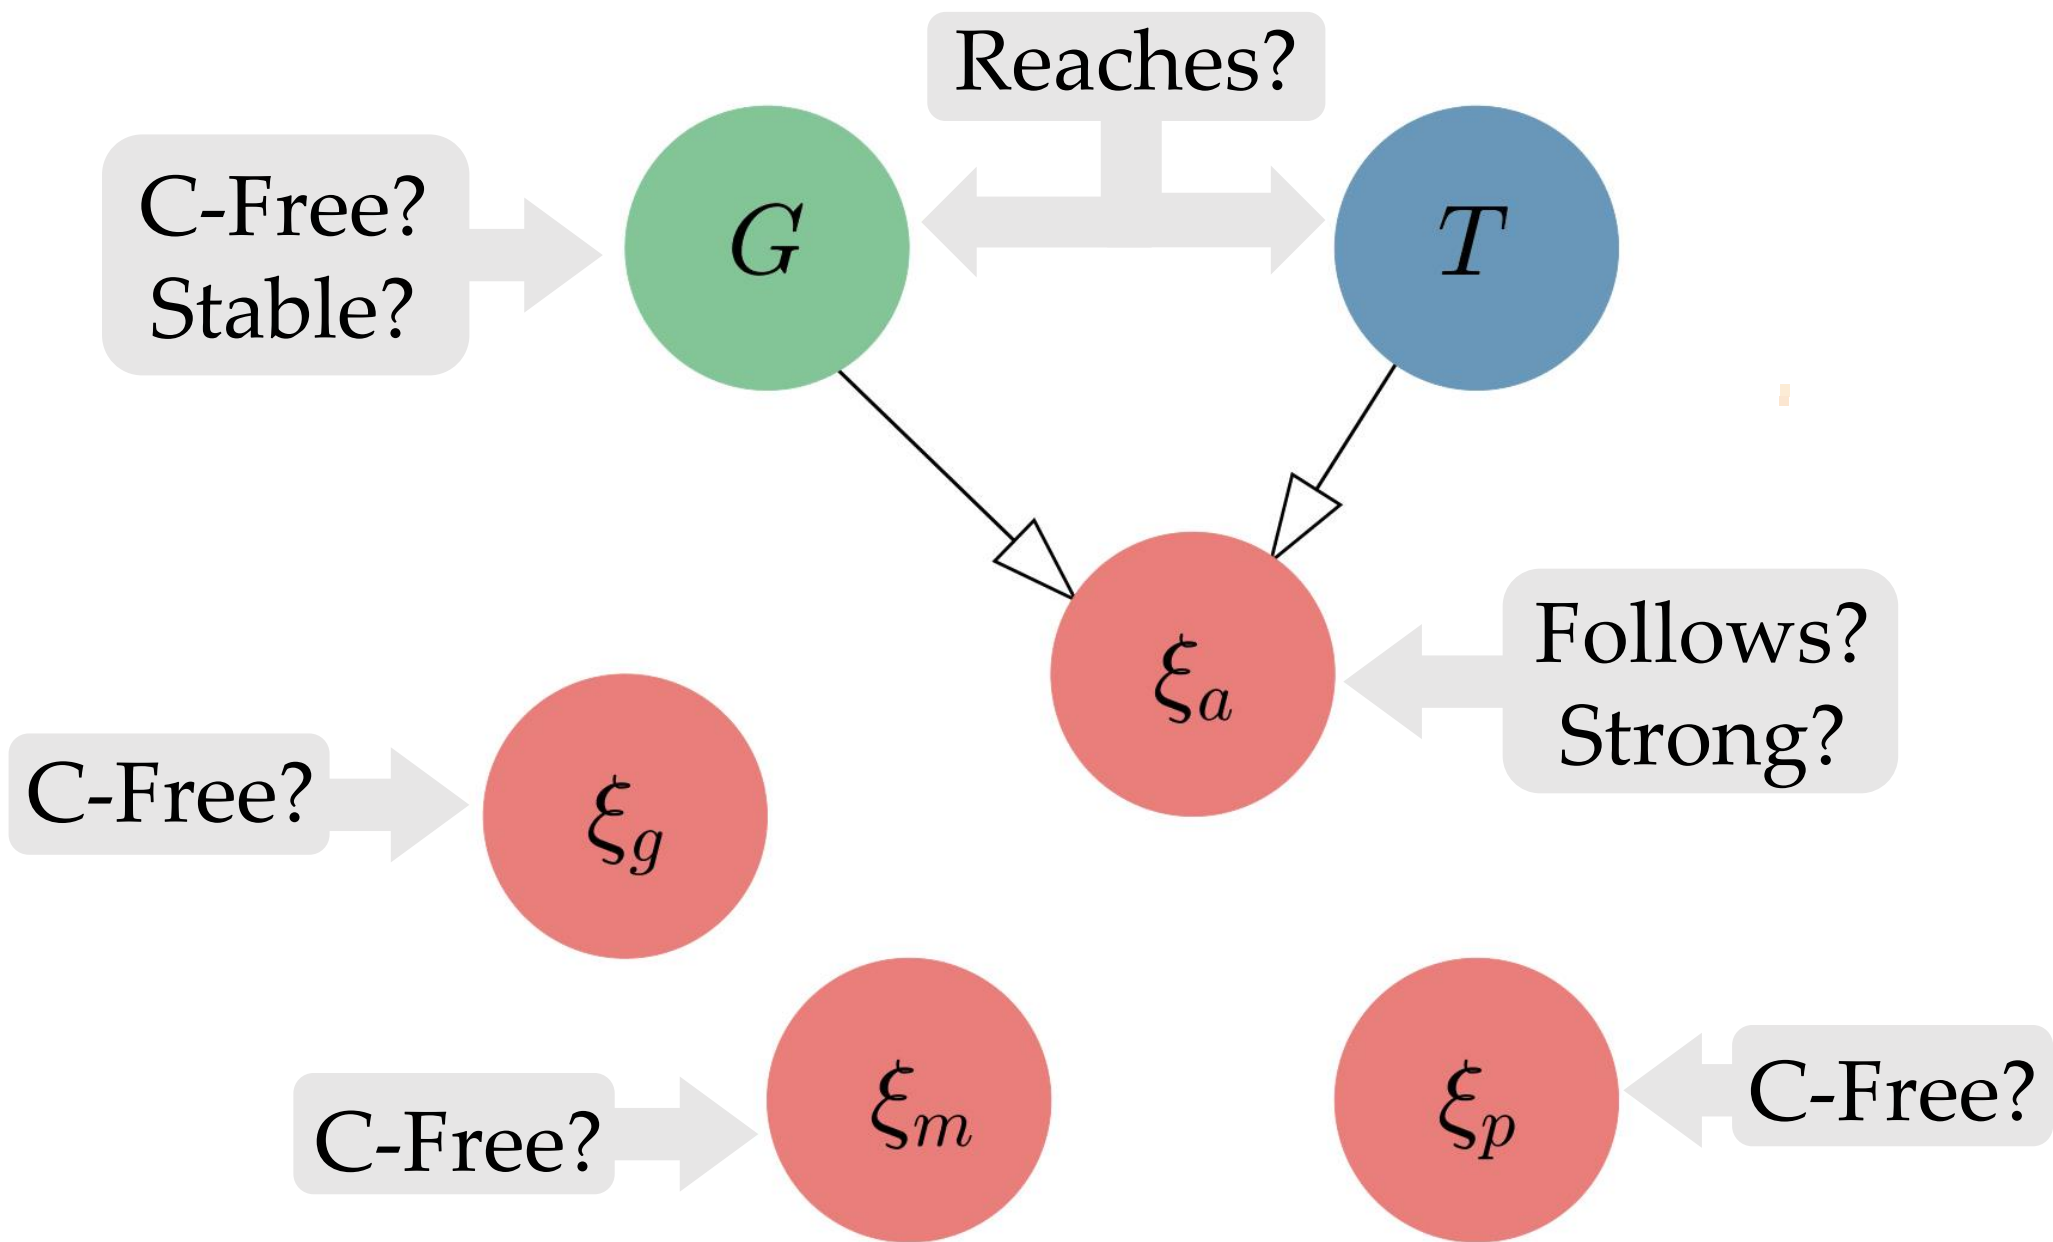 Reaches?
C-Free?
Stable?
G
T
Follows?
Strong?
ξa
C-Free?
ξg
C-Free?
ξm
ξp
C-Free?